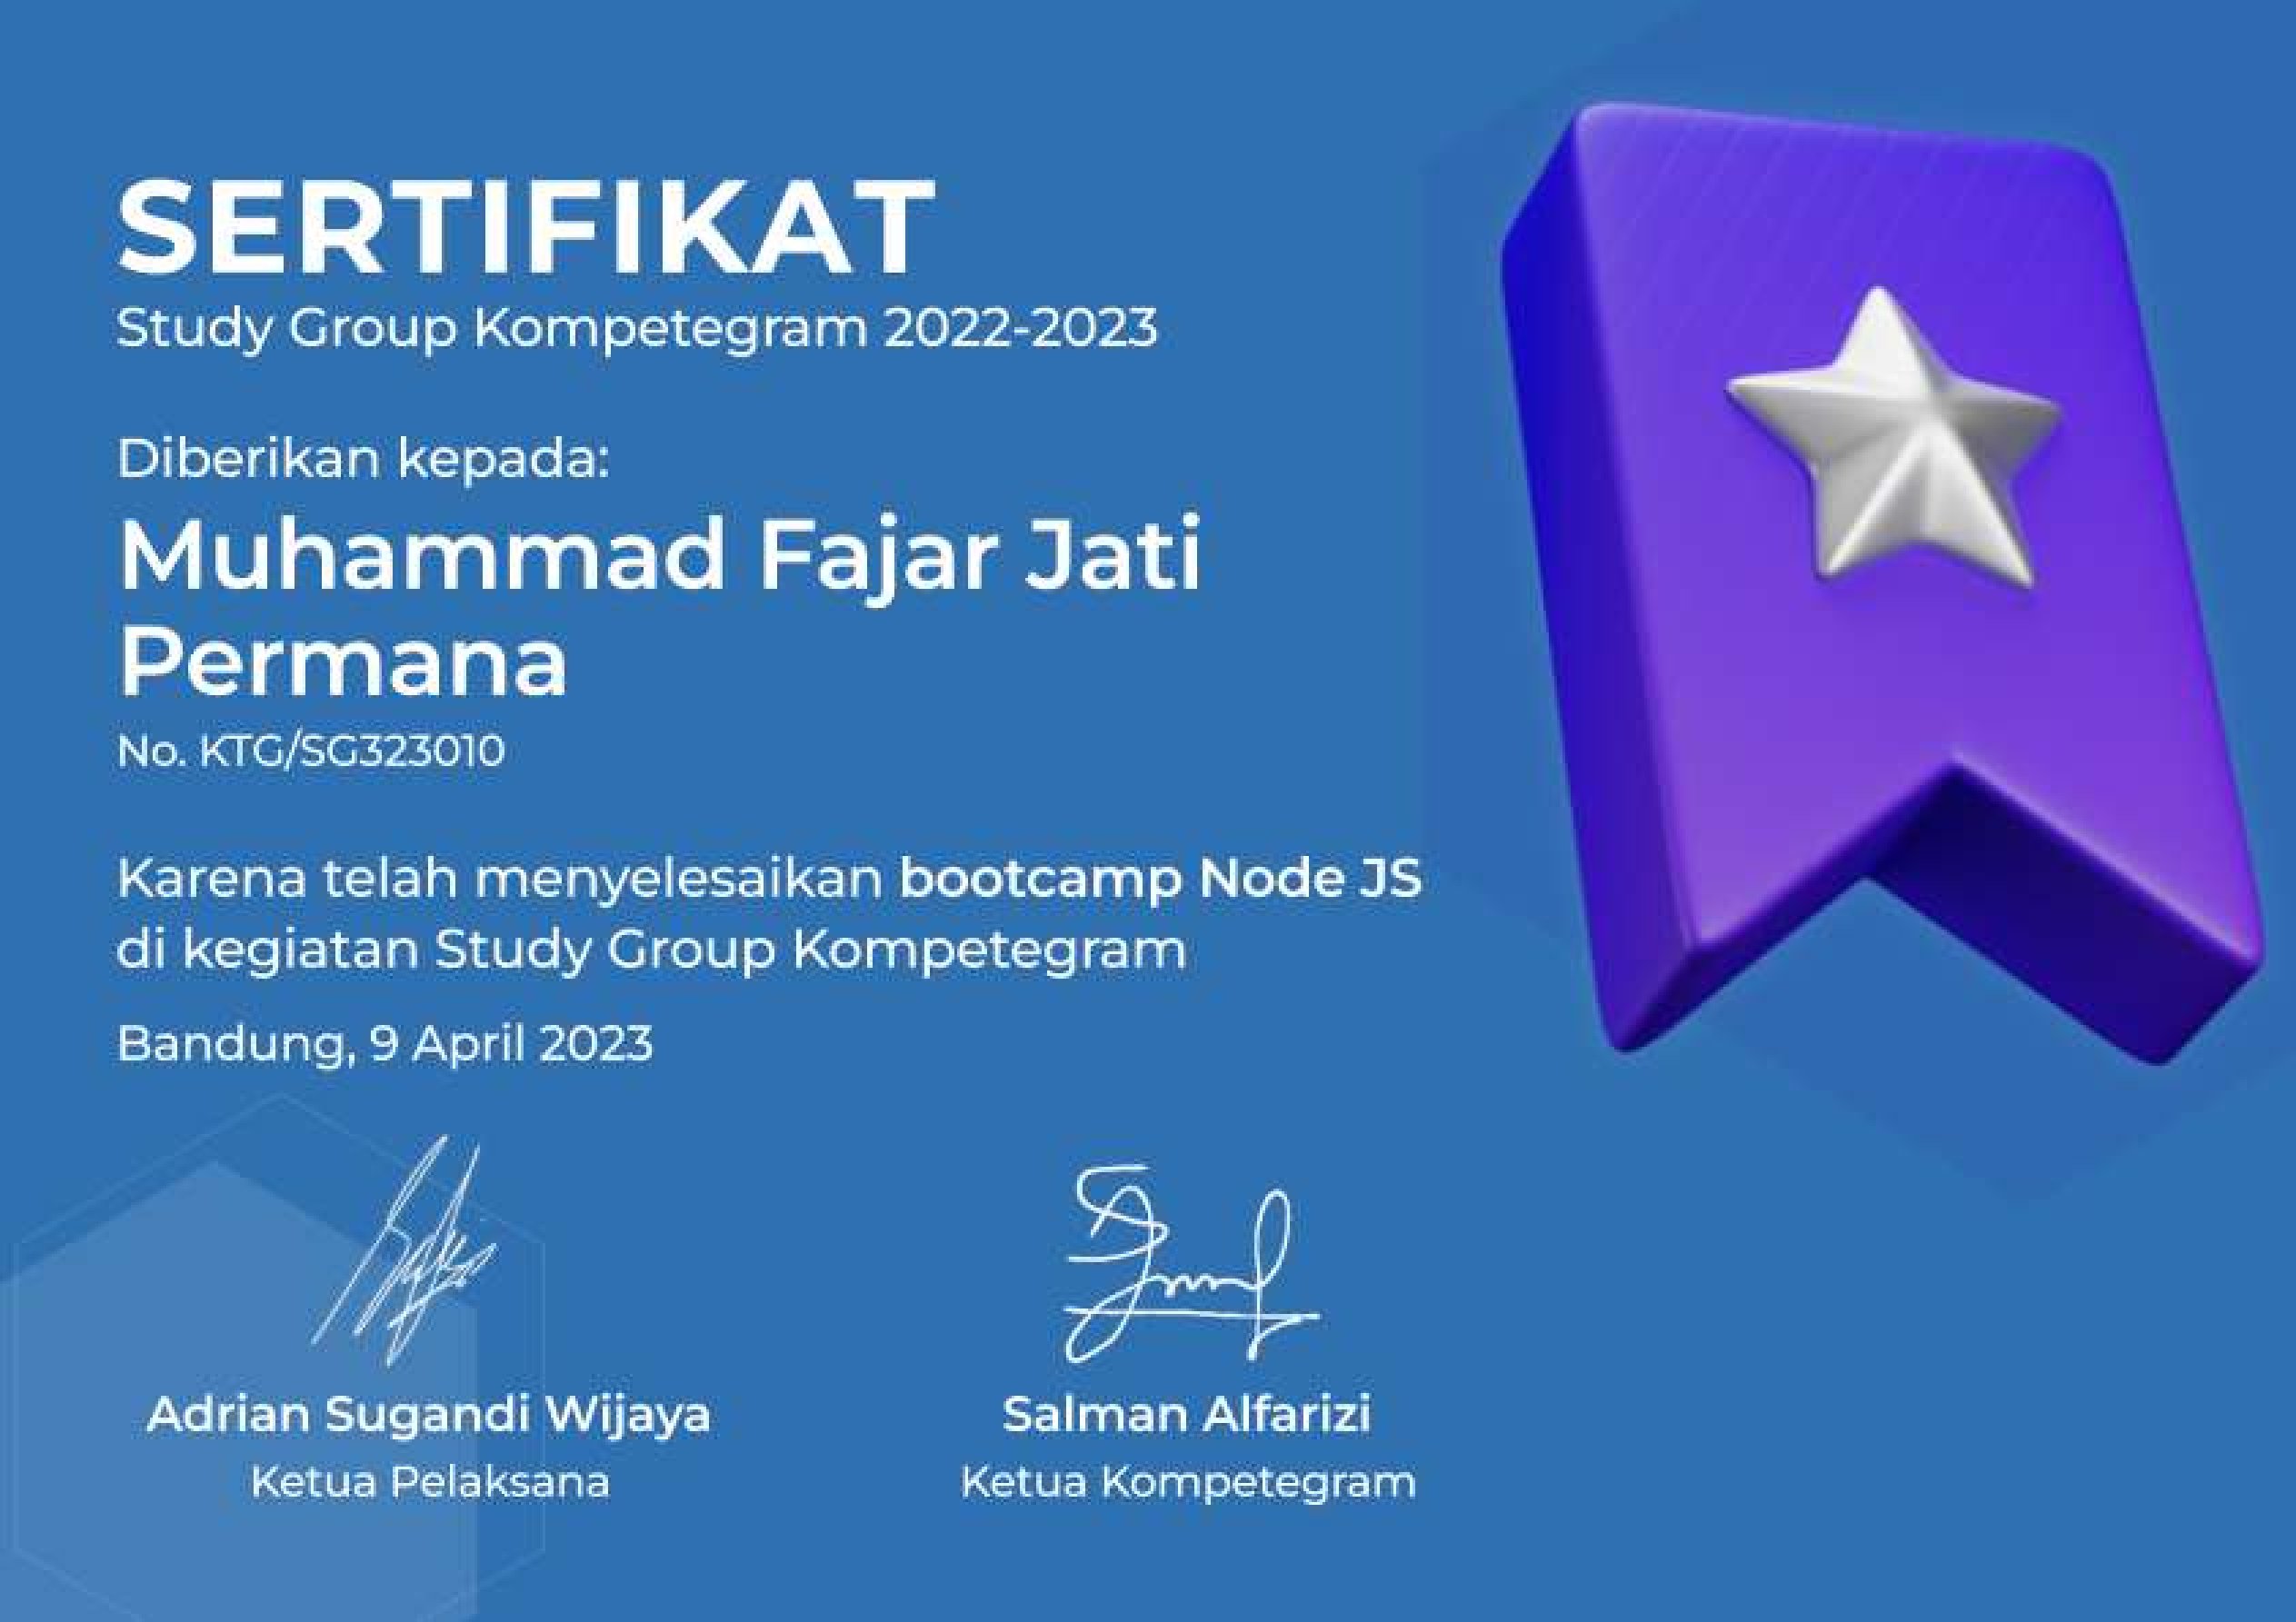 SERTIFIKAT
Study Group Kompetegram 2022-2023
Diberikan kepada:
Muhammad Fajar Jati
Permana
No. KTG/SG323010
Karena telah menyelesaikan bootcamp Node JS
di kegiatan Study Group Kompetegram
Bandung, 9 April 2023
Adrian Sugandi Wijaya
Ketua Pelaksana
Salman Alfarizi
Ketua Kompetegram